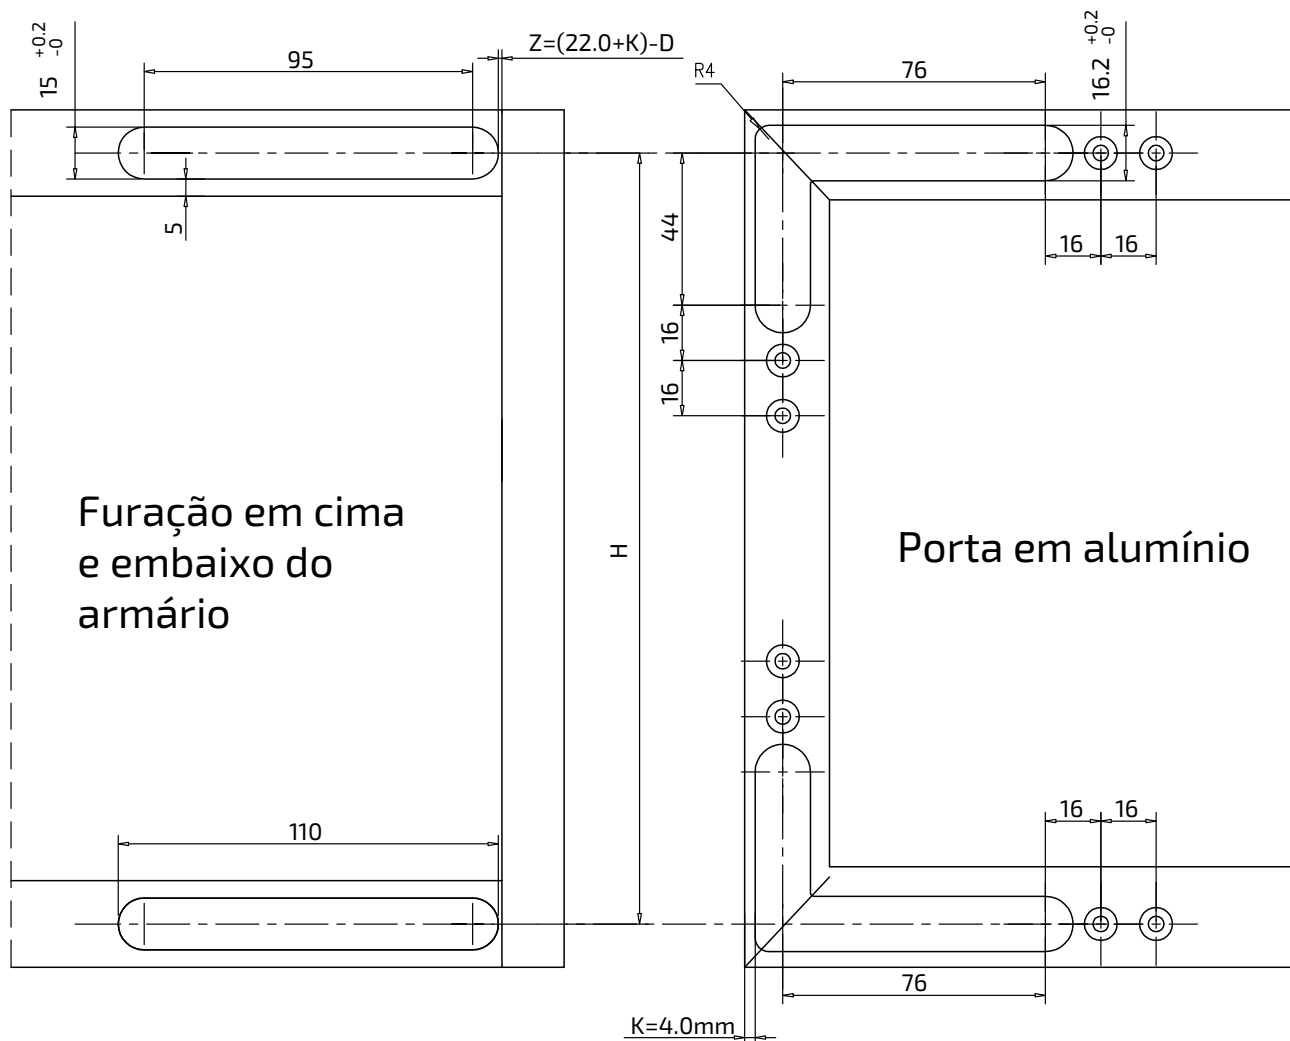 Z=(22.0+K)-D
95
15 +0.2 -0
R4
76
16.2 +0.2 -0
5
44
16
16
16
16
H
Furação em cima
e embaixo do
armário
Porta em alumínio
110
16
16
76
K=4.0mm